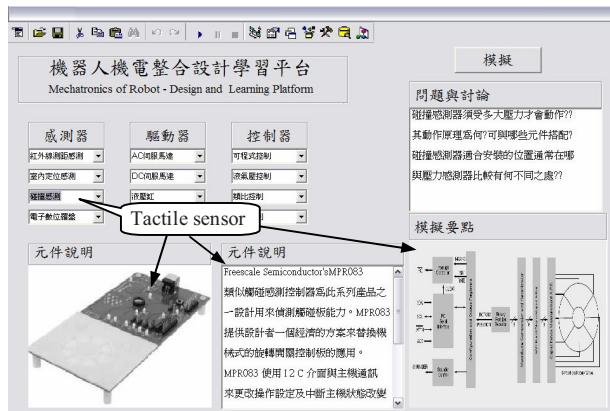 模擬
機器人機電整合設計學習平台
Mechatronics of Robot - Design and Learning Platform
問題與討論
碰撞感測器須受多大壓力才會動作??
其動作原理為何?可與哪些元件搭配?
碰撞感測器適合安裝的位置通常在哪
與壓力感測器比較有何不同之處??
感測器
驅動器
控制器
紅外線測距感測
AC伺服馬達
可程式控制
室內定位感測
DC伺服馬達
液氣壓控制
碰撞感測
液壓缸
類比控制
電子數位羅盤
Tactile sensor
模擬要點
元件說明
元件說明
Freescale Semiconductor'sMPR083
類似觸碰感測控制器為此系列產品之
一設計用來偵測觸碰板能力。MPR083
提供設計者一個經濟的方案來替換機
械式的旋轉開關控制板的應用。
MPR083 使用 I 2 C 介面與主機通訊
來更改操作設定及中斷主機狀態改變